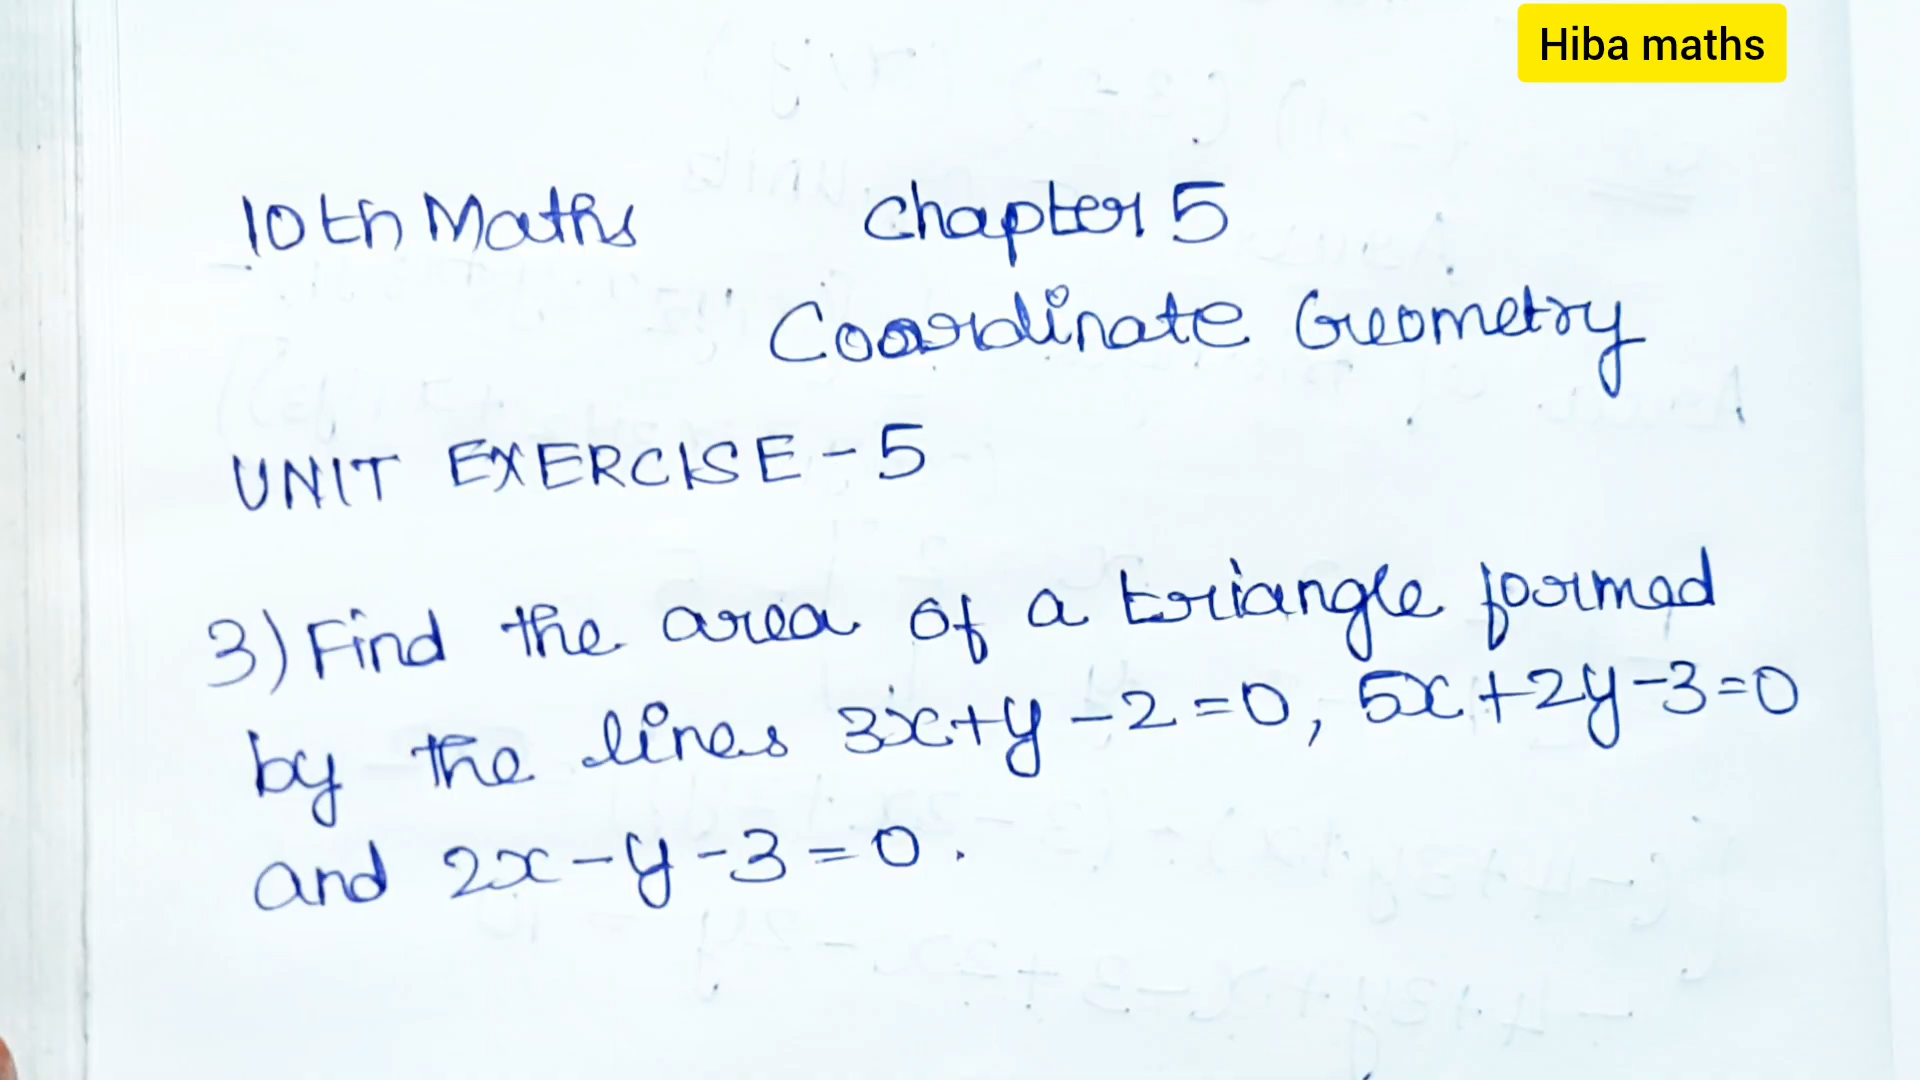 Hiba maths
10th Maths Chapter 5
Coordinate Geometry
UNIT EXERCISE - 5
3) Find the area of a triangle formed
by the lines 3x+y-2=0, 5x+2y-3=0
and 2x-y-3=0.